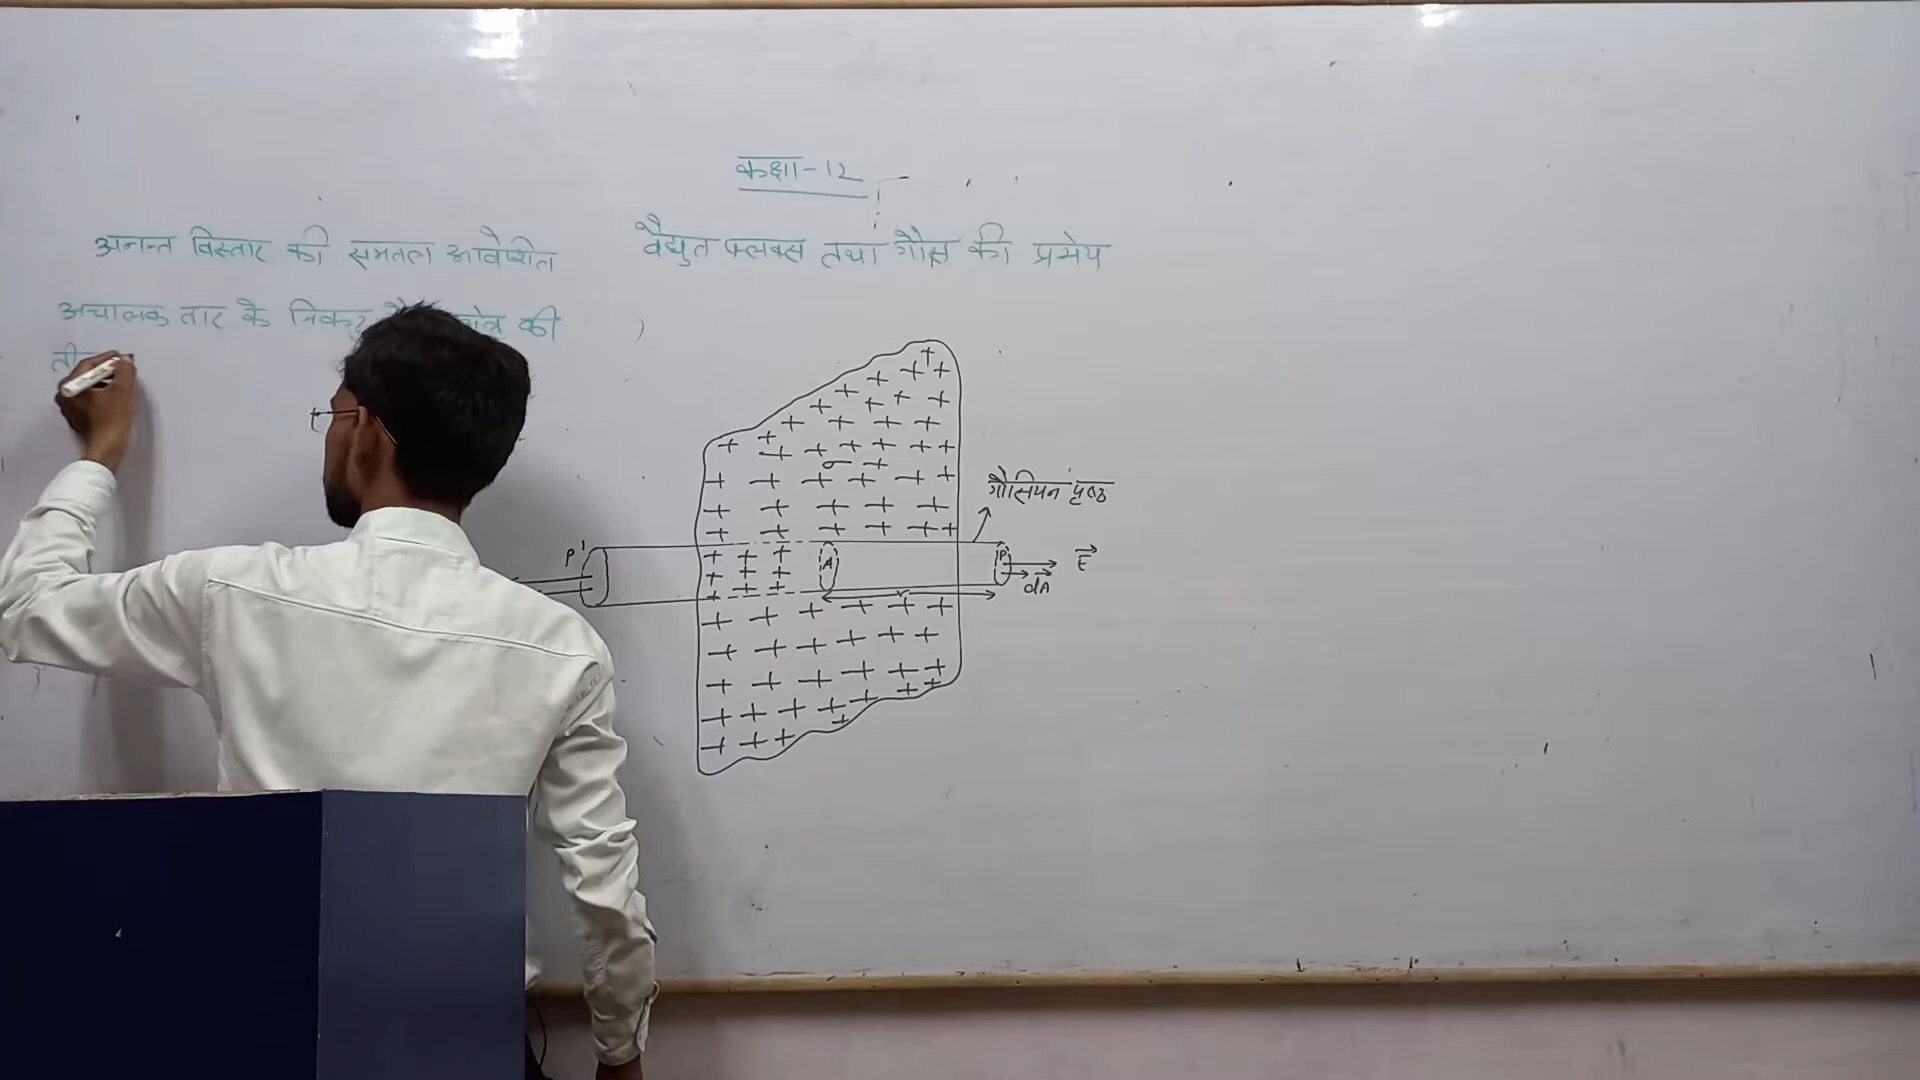 कक्षा-12
वैद्युत फ्लक्स तथा गौस की प्रमेय
अनन्त विस्तार की समतल आवेशित
अचालक तार के निकट क्षेत्र की
σ
गौसियन पृष्ठ
P'
A
P
E
dA
r